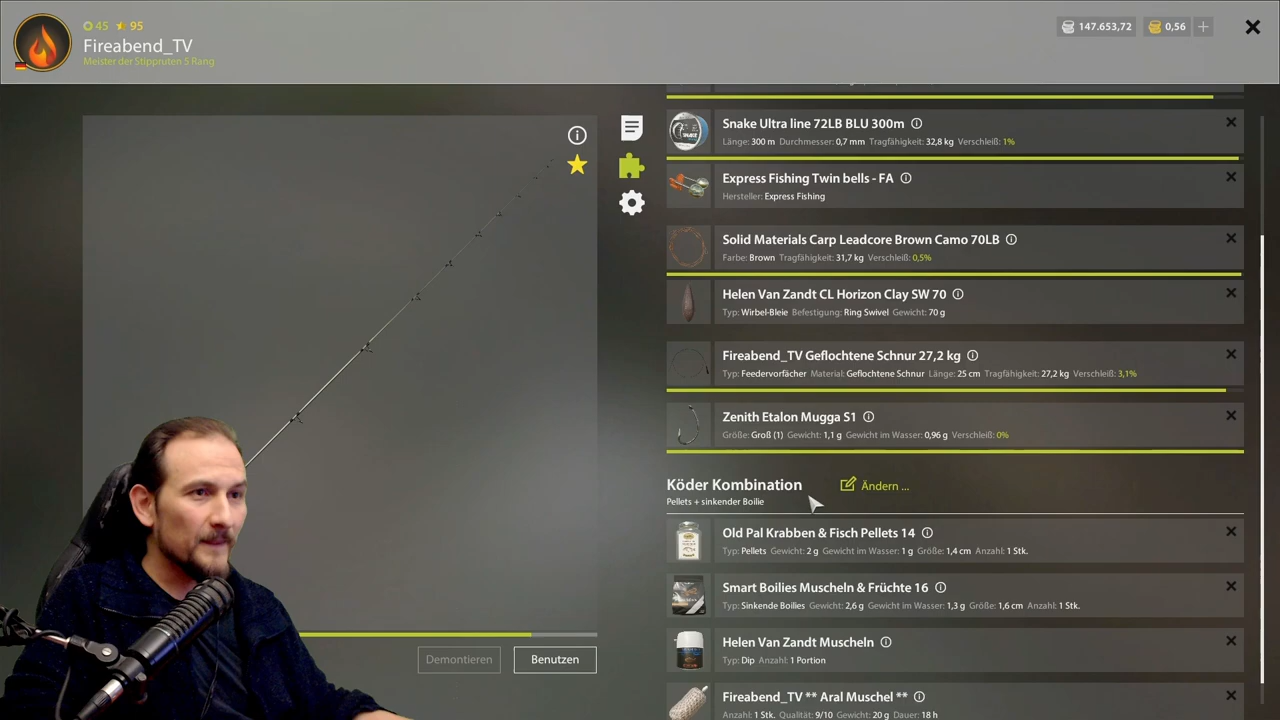 45 95
Fireabend_TV
Meister der Stippruten 5 Rang
147.653,72
0,56
Snake Ultra line 72LB BLU 300m
Länge: 300 m Durchmesser: 0,7 mm Tragfähigkeit: 32,8 kg Verschleiß: 1%
Express Fishing Twin bells - FA
Hersteller: Express Fishing
Solid Materials Carp Leadcore Brown Camo 70LB
Farbe: Brown Tragfähigkeit: 31,7 kg Verschleiß: 0,5%
Helen Van Zandt CL Horizon Clay SW 70
Typ: Wirbel-Bleie Befestigung: Ring Swivel Gewicht: 70 g
Fireabend_TV Geflochtene Schnur 27,2 kg
Typ: Feedervorfächer Material: Geflochtene Schnur Länge: 25 cm Tragfähigkeit: 27,2 kg Verschleiß: 3,1%
Zenith Etalon Mugga S1
Größe: Groß (1) Gewicht: 1,1 g Gewicht im Wasser: 0,96 g Verschleiß: 0%
Köder Kombination
Ändern ...
Pellets + sinkender Boilie
Old Pal Krabben & Fisch Pellets 14
Typ: Pellets Gewicht: 2 g Gewicht im Wasser: 1 g Größe: 1,4 cm Anzahl: 1 Stk.
Smart Boilies Muscheln & Früchte 16
Typ: Sinkende Boilies Gewicht: 2,6 g Gewicht im Wasser: 1,3 g Größe: 1,6 cm Anzahl: 1 Stk.
Helen Van Zandt Muscheln
Typ: Dip Anzahl: 1 Portion
Fireabend_TV ** Aral Muschel **
Anzahl: 1 Stk. Qualität: 9/10 Gewicht: 20 g Dauer: 18 h
Demontieren
Benutzen